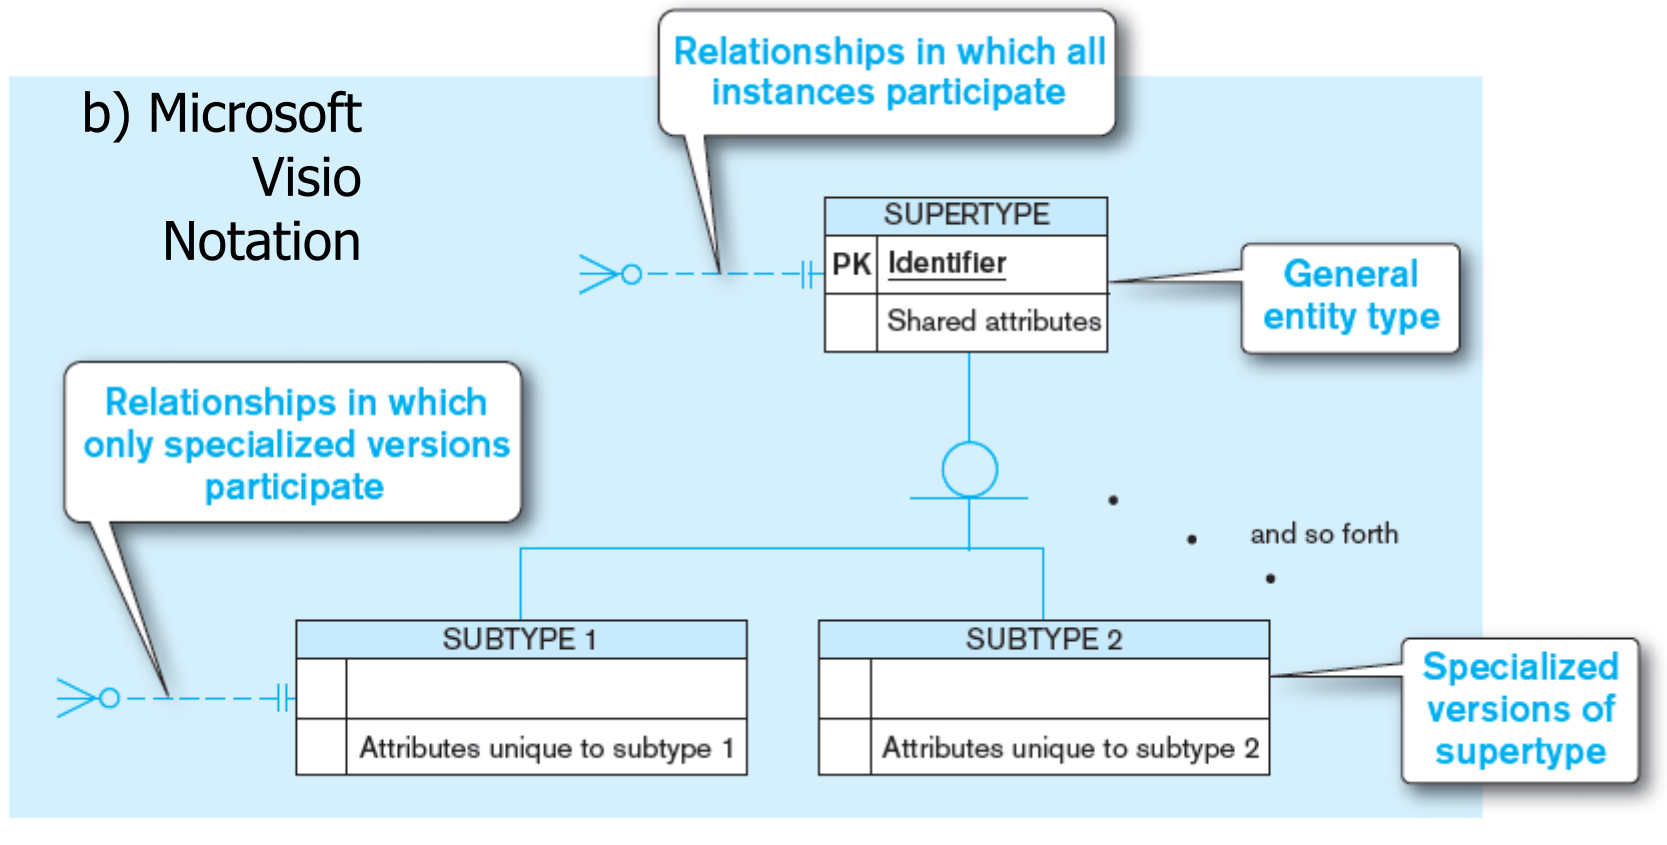 b) Microsoft
Visio
Notation
Relationships in which all
instances participate
SUPERTYPE
PK Identifier
Shared attributes
General
entity type
Relationships in which
only specialized versions
participate
and so forth
SUBTYPE 1
Attributes unique to subtype 1
SUBTYPE 2
Attributes unique to subtype 2
Specialized
versions of
supertype